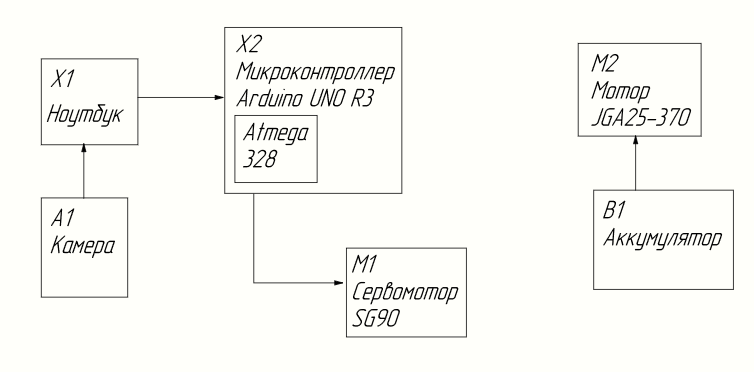 X1
Ноутбук
A1
Камера
X2
Микроконтроллер
Arduino UNO R3
Atmega
328
M1
Сервомотор
SG90
M2
Мотор
JGA25-370
B1
Аккумулятор